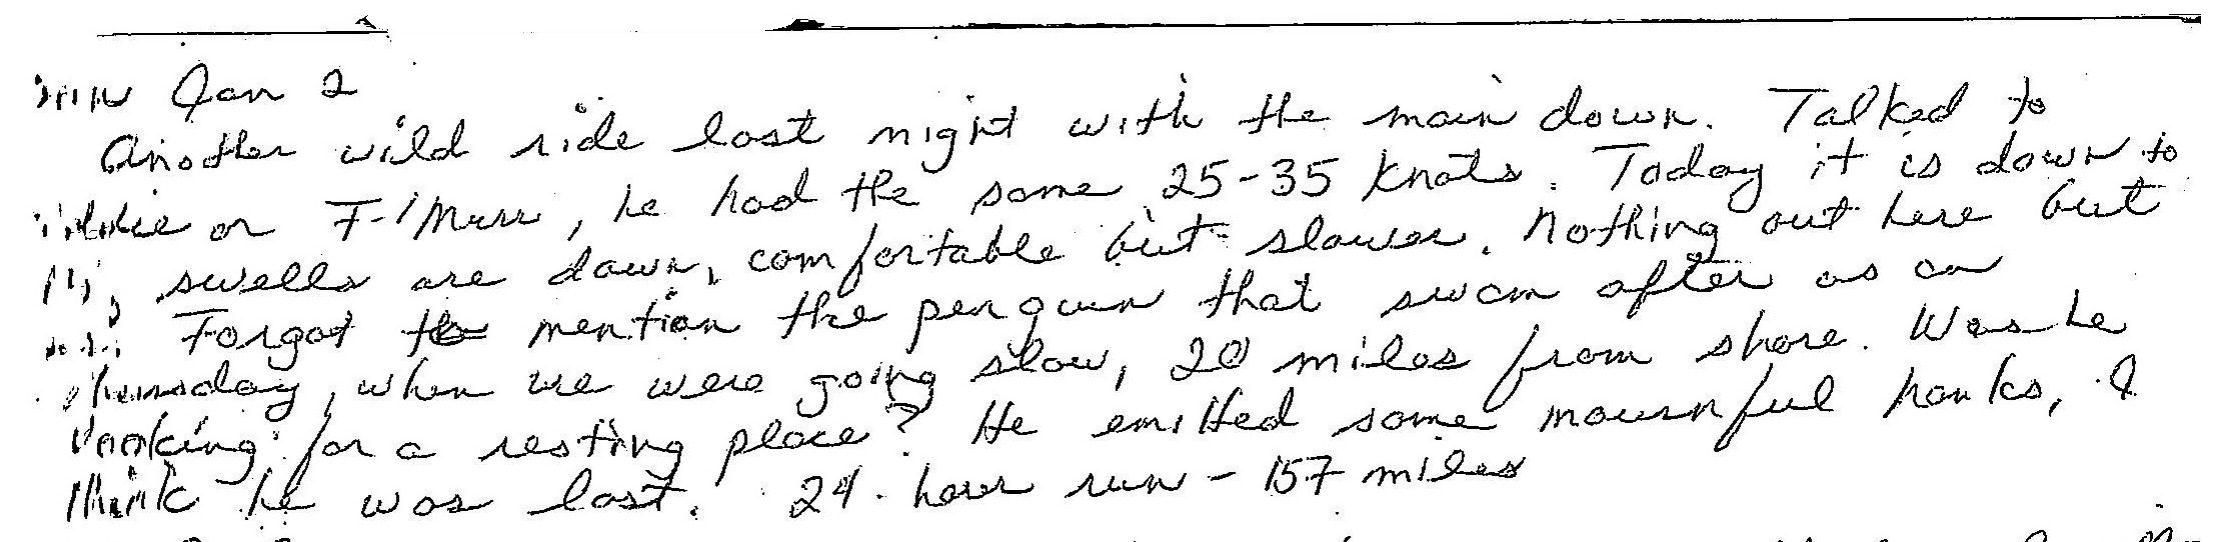 Jan 2
Another wild ride last night with the main down. Talked to
on F-'Murr, he had the same 25-35 knots. Today it is down to
swells are down, comfortable but slower. Nothing out here but
Forgot to mention the penguin that swam after us on
Thursday, when we were going slow, 20 miles from shore. Was he
looking for a resting place? He emitted some mournful honks, I
think he was lost. 24 hour run - 157 miles